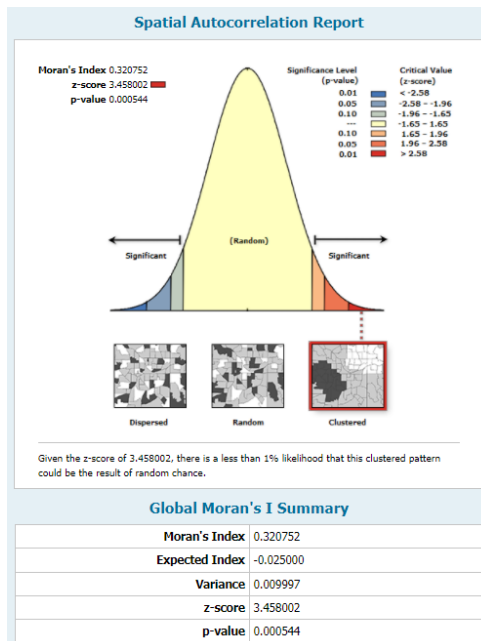 Spatial Autocorrelation Report
Moran's Index 0.320752
z-score 3.458002
p-value 0.000544
Significance Level
(p-value)
Critical Value
(z-score)
0.01 < -2.58
0.05 -2.58 – -1.96
0.10 -1.96 – -1.65
--- -1.65 – 1.65
0.10 1.65 – 1.96
0.05 1.96 – 2.58
0.01 > 2.58
(Random)
Significant
Significant
Dispersed
Random
Clustered
Given the z-score of 3.458002, there is a less than 1% likelihood that this clustered pattern
could be the result of random chance.
Global Moran's I Summary
Moran's Index 0.320752
Expected Index -0.025000
Variance 0.009997
z-score 3.458002
p-value 0.000544